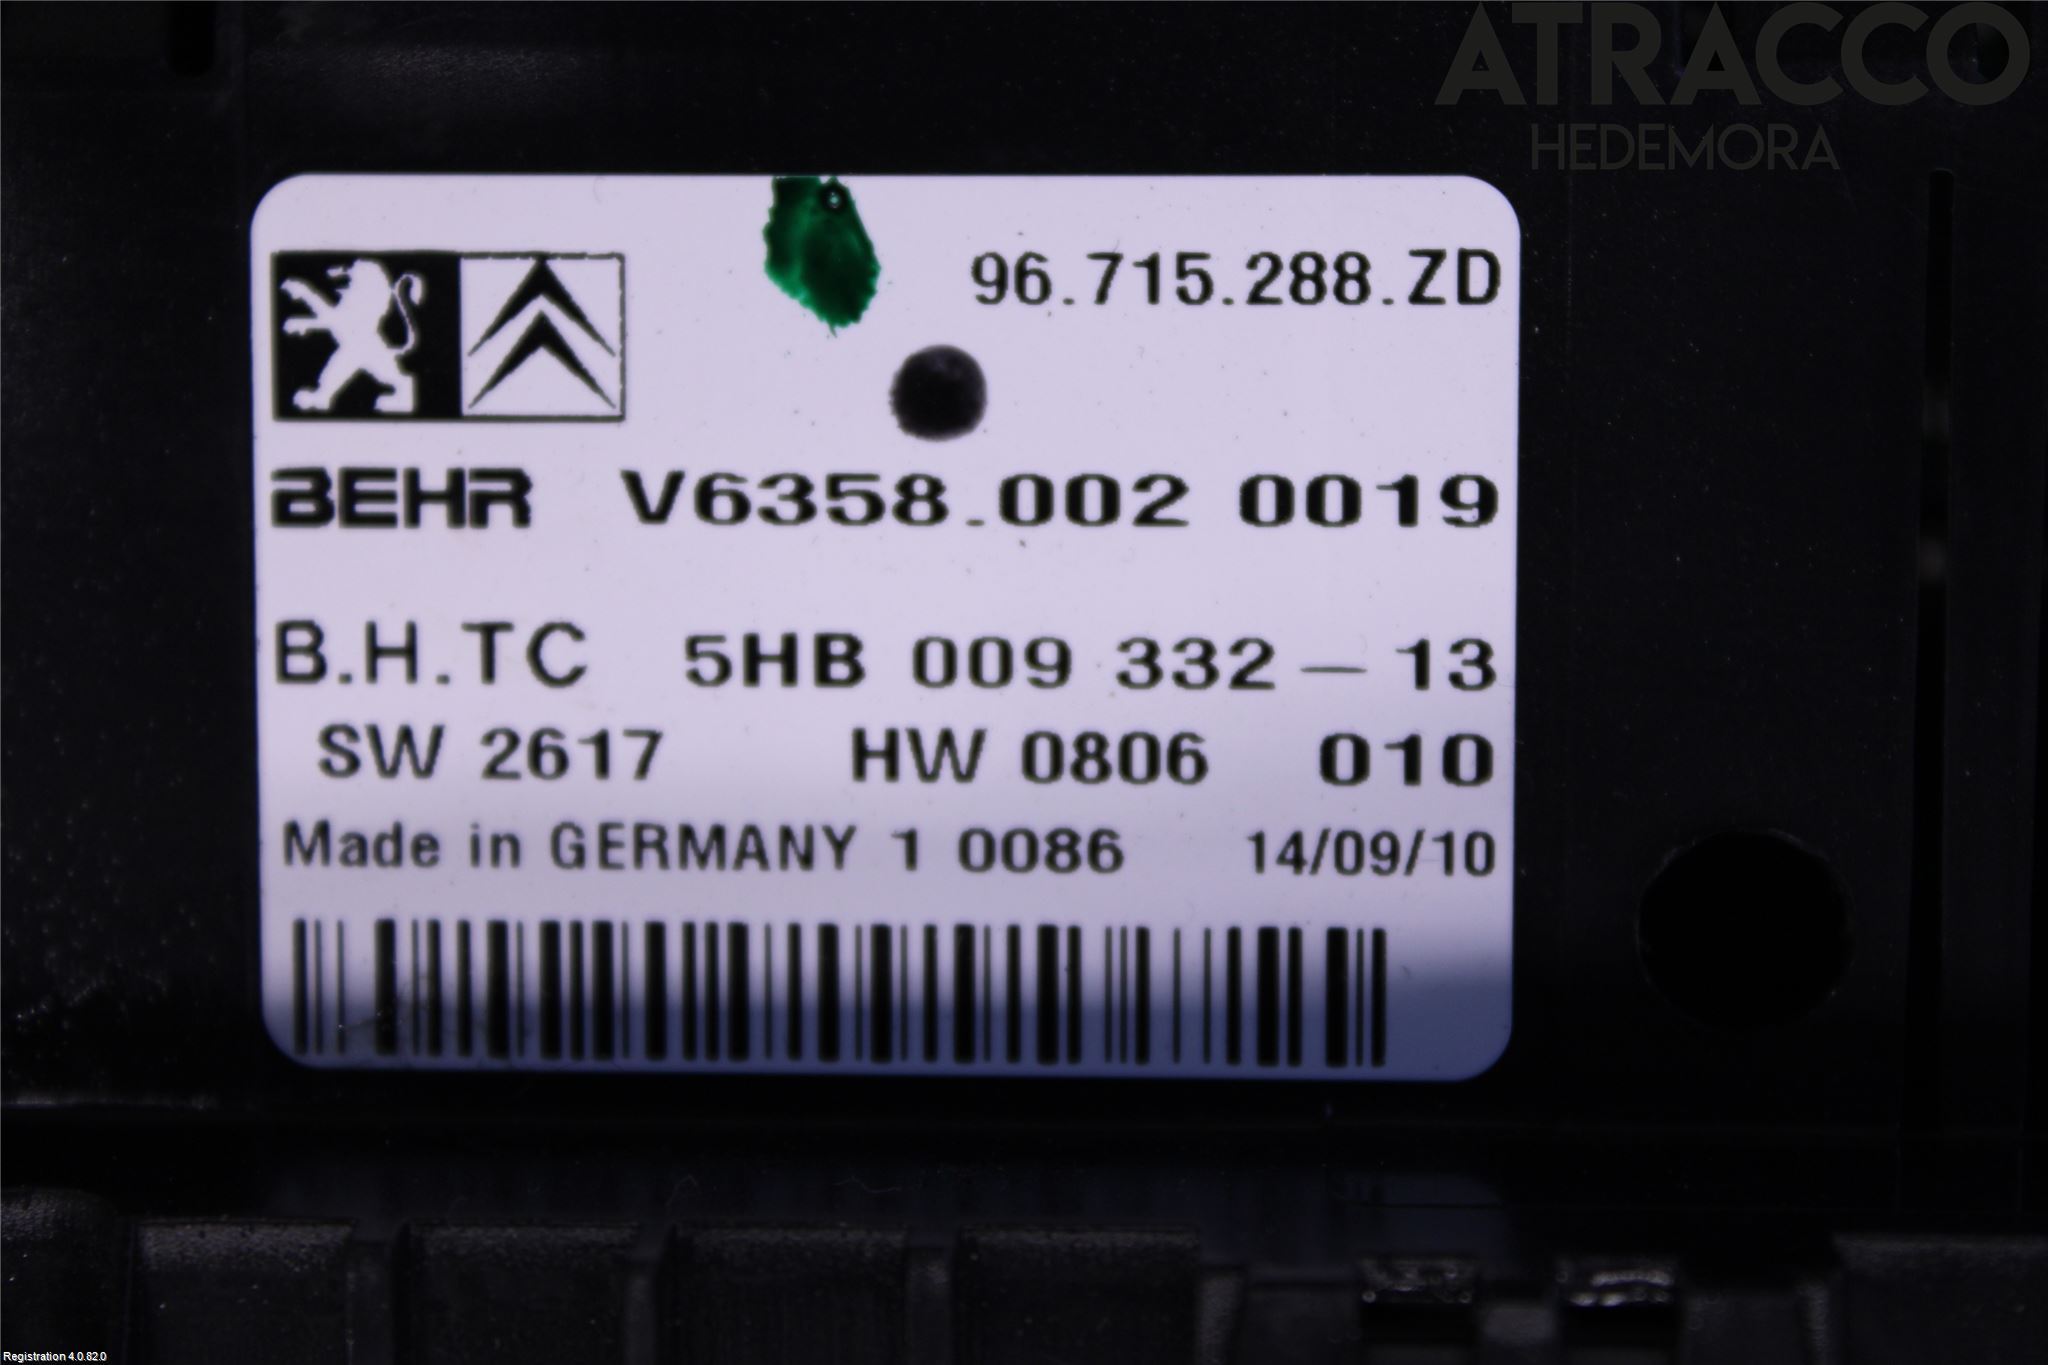 ATRACCO
HEDEMORA
96.715.288.ZD
BEHR V6358.002 0019
B.H.TC 5HB 009 332-13
SW 2617 HW 0806 010
Made in GERMANY 1 0086 14/09/10
Registration 4.0.82.0